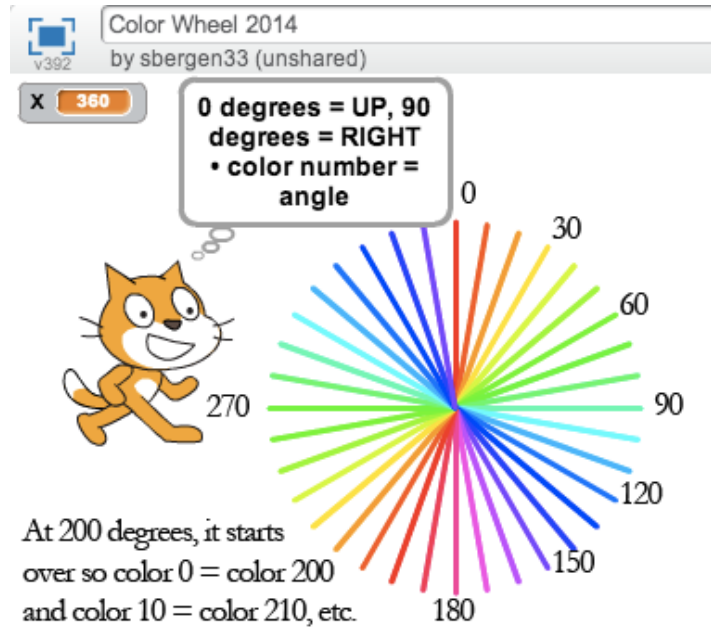 Color Wheel 2014
v392
by sbergen33 (unshared)
X 360
0 degrees = UP, 90
degrees = RIGHT
• color number =
angle
0
30
60
270
90
120
150
180
At 200 degrees, it starts
over so color 0 = color 200
and color 10 = color 210, etc.